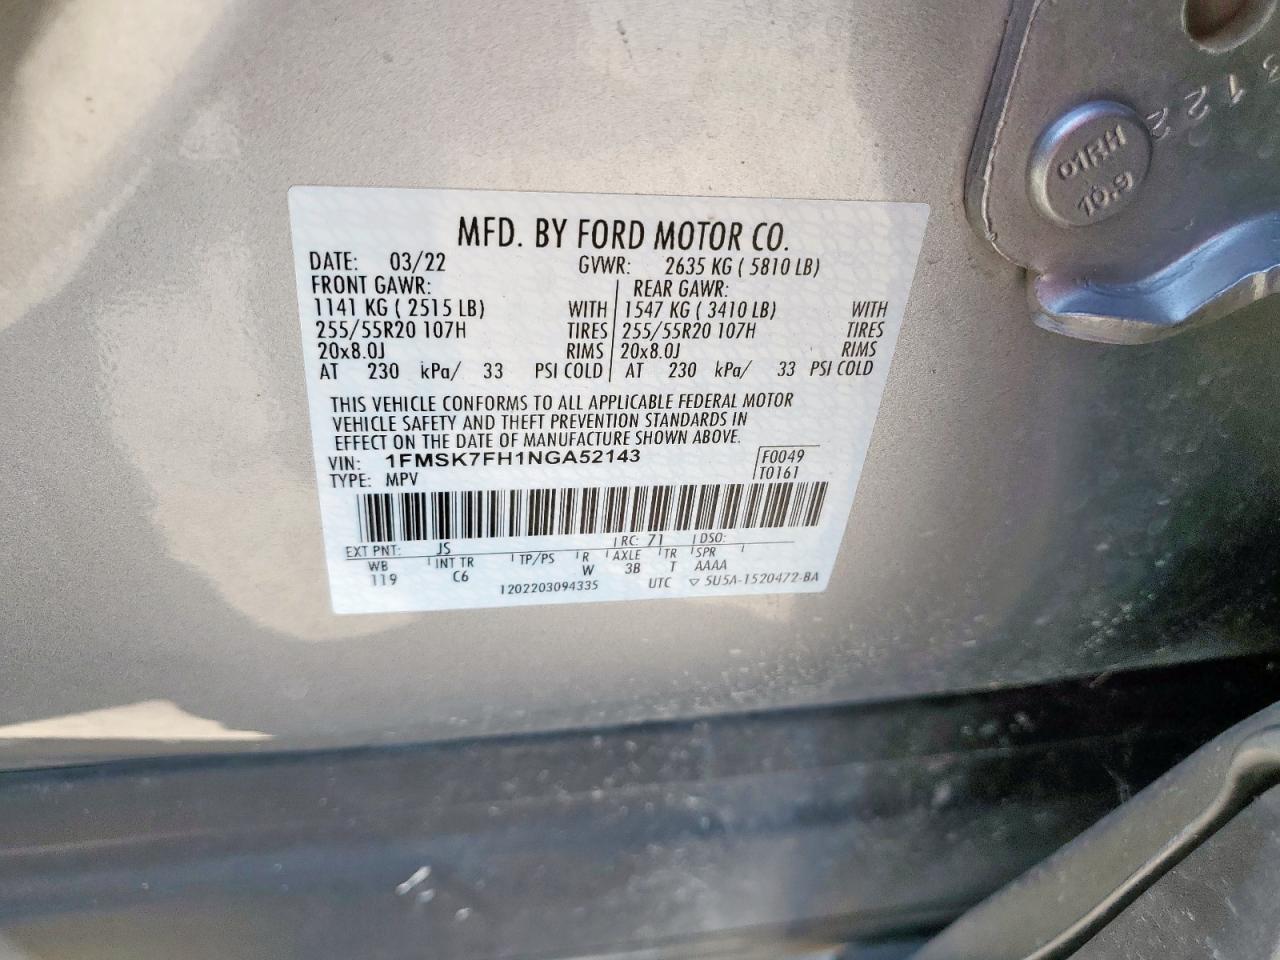 MFD. BY FORD MOTOR CO.
DATE: 03/22 GVWR: 2635 KG ( 5810 LB)
FRONT GAWR: REAR GAWR:
1141 KG ( 2515 LB) WITH 1547 KG ( 3410 LB) WITH
255/55R20 107H TIRES 255/55R20 107H TIRES
20x8.0J RIMS 20x8.0J RIMS
AT 230 kPa/ 33 PSI COLD AT 230 kPa/ 33 PSI COLD
THIS VEHICLE CONFORMS TO ALL APPLICABLE FEDERAL MOTOR
VEHICLE SAFETY AND THEFT PREVENTION STANDARDS IN
EFFECT ON THE DATE OF MANUFACTURE SHOWN ABOVE.
VIN: 1FMSK7FH1NGA52143 F0049
TYPE: MPV T0161
EXT PNT: JS RC: 71 DSO:
WB INT TR TP/PS R AXLE TR SPR
119 C6 W 3B T AAAA
1202203094335 UTC ▽ 5U5A-1520472-BA
31222
01RH
10.9